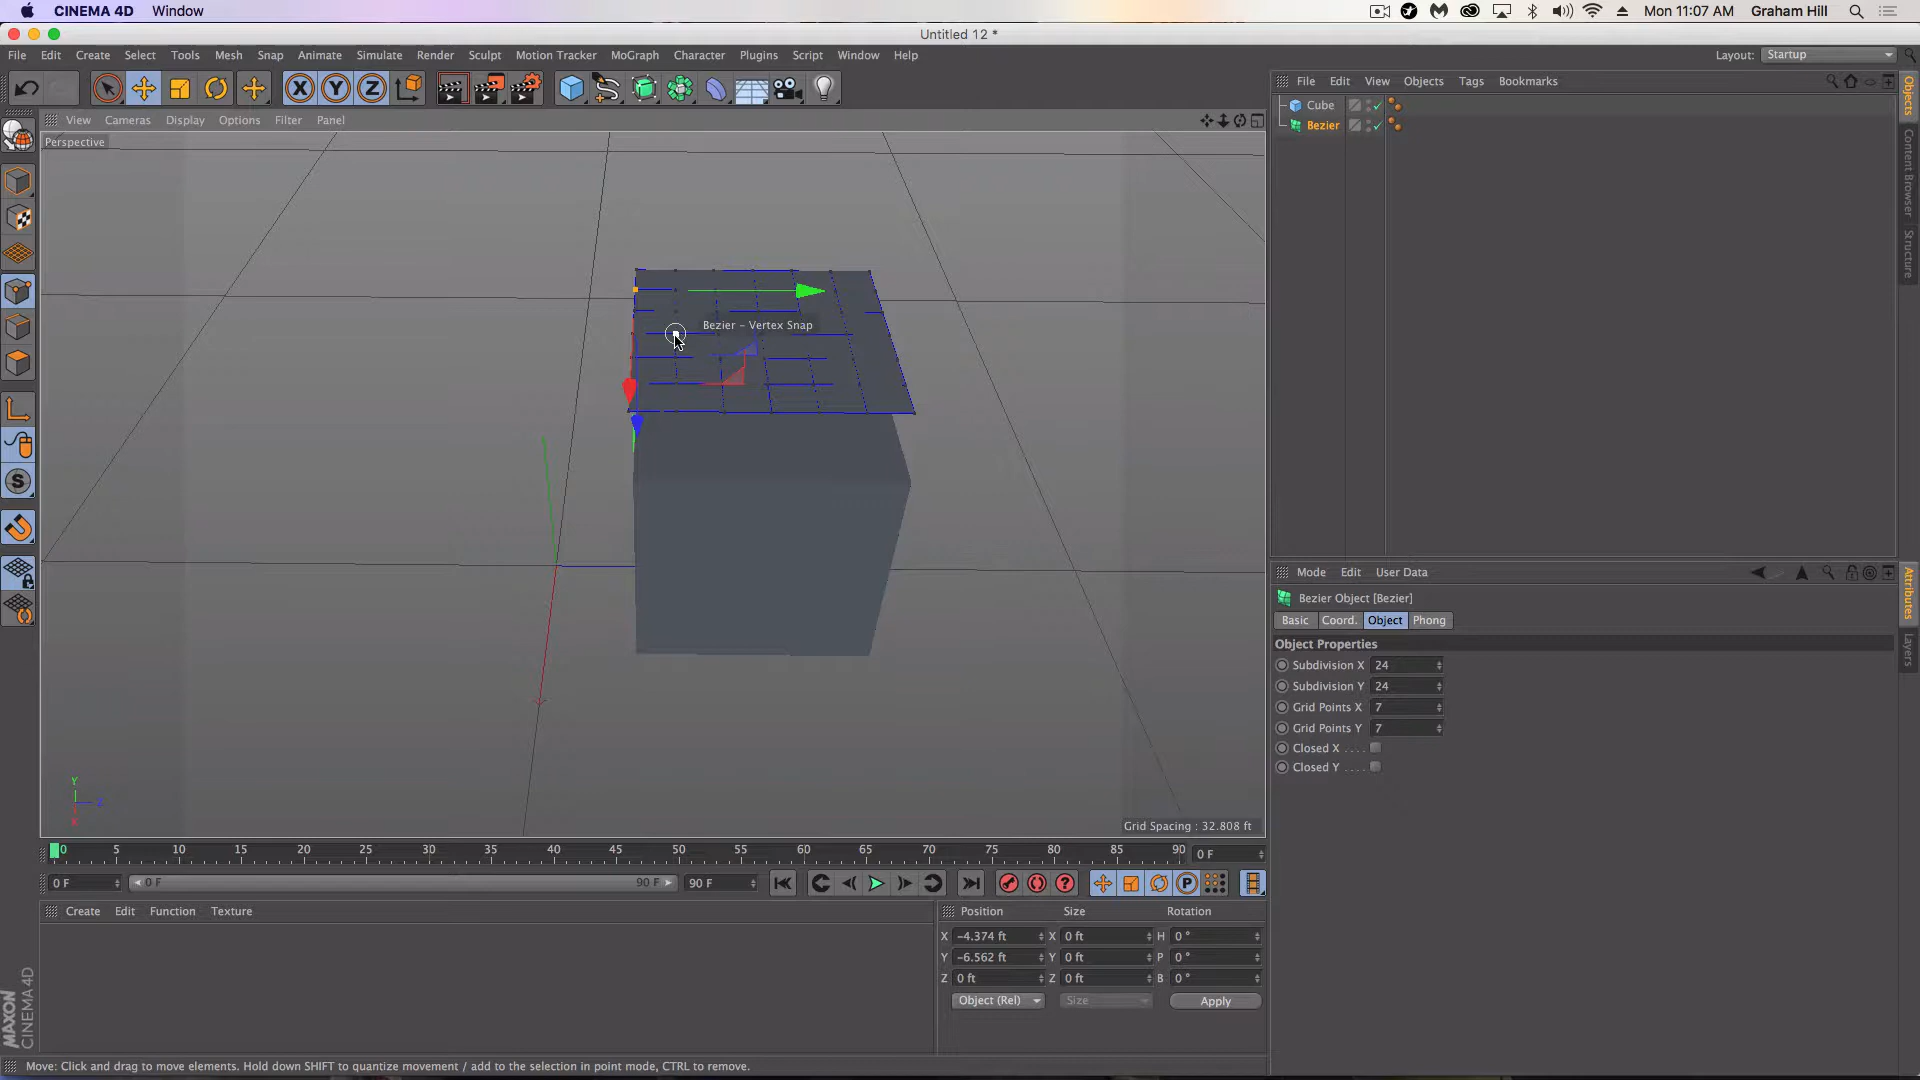 CINEMA 4D Window Mon 11:07 AM Graham Hill
Untitled 12 *
File Edit Create Select Tools Mesh Snap Animate Simulate Render Sculpt Motion Tracker MoGraph Character Plugins Script Window Help Layout: Startup
File Edit View Objects Tags Bookmarks
Cube
Bezier
Objects
Content Browser
Structure
View Cameras Display Options Filter Panel
Perspective
Bezier - Vertex Snap
Y
Z
X
Grid Spacing : 32.808 ft
Mode Edit User Data
Bezier Object [Bezier]
Basic Coord. Object Phong
Object Properties
Subdivision X 24
Subdivision Y 24
Grid Points X 7
Grid Points Y 7
Closed X . . . .
Closed Y . . . .
Attributes
Layers
0 5 10 15 20 25 30 35 40 45 50 55 60 65 70 75 80 85 90 0 F
0 F 0 F 90 F 90 F
Create Edit Function Texture
Position Size Rotation
X -4.374 ft X 0 ft H 0 °
Y -6.562 ft Y 0 ft P 0 °
Z 0 ft Z 0 ft B 0 °
Object (Rel) Size Apply
MAXON
CINEMA 4D
Move: Click and drag to move elements. Hold down SHIFT to quantize movement / add to the selection in point mode, CTRL to remove.